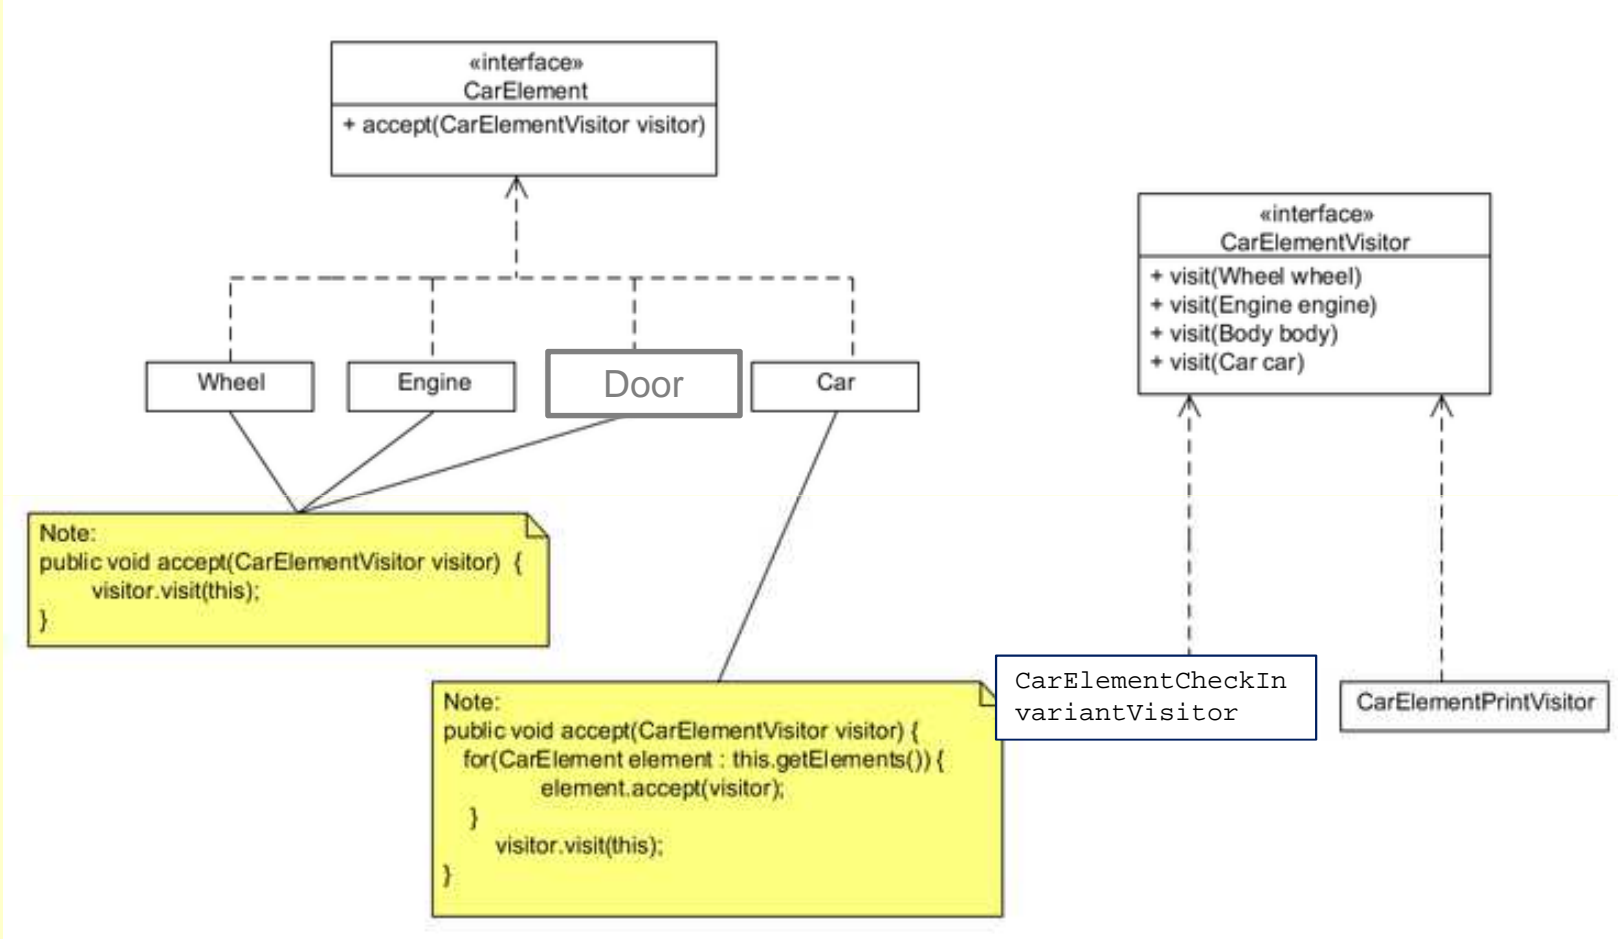 «interface»
CarElement
+ accept(CarElementVisitor visitor)
«interface»
CarElementVisitor
+ visit(Wheel wheel)
+ visit(Engine engine)
+ visit(Body body)
+ visit(Car car)
Wheel
Engine
Door
Car
Note:
public void accept(CarElementVisitor visitor) {
visitor.visit(this);
}
Note:
public void accept(CarElementVisitor visitor) {
for(CarElement element : this.getElements()) {
element.accept(visitor);
}
visitor.visit(this);
}
CarElementCheckIn
variantVisitor
CarElementPrintVisitor